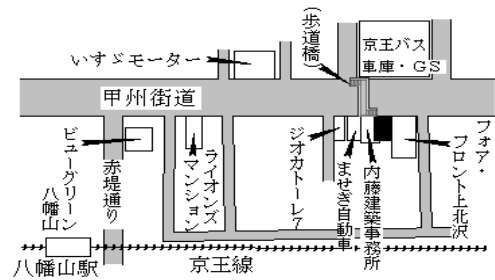 (歩道橋)
京王バス
車庫・GS
いすゞモーター
甲州街道
ビューグリーン
八幡山
赤堤通り
ライオンズ
マンション
ジオカトーレ7
ませぎ自動車
内藤建築事務所
フォア・
フロント上北沢
八幡山駅
京王線